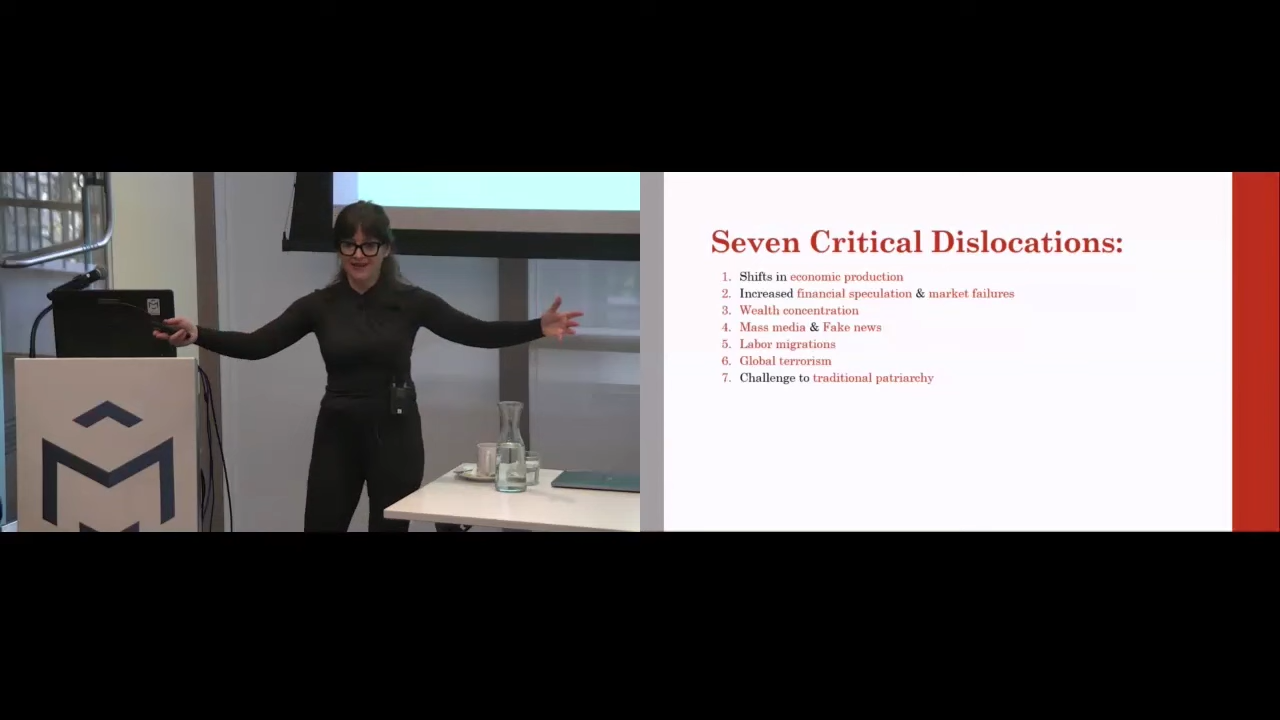 Seven Critical Dislocations:
1. Shifts in economic production
2. Increased financial speculation & market failures
3. Wealth concentration
4. Mass media & Fake news
5. Labor migrations
6. Global terrorism
7. Challenge to traditional patriarchy